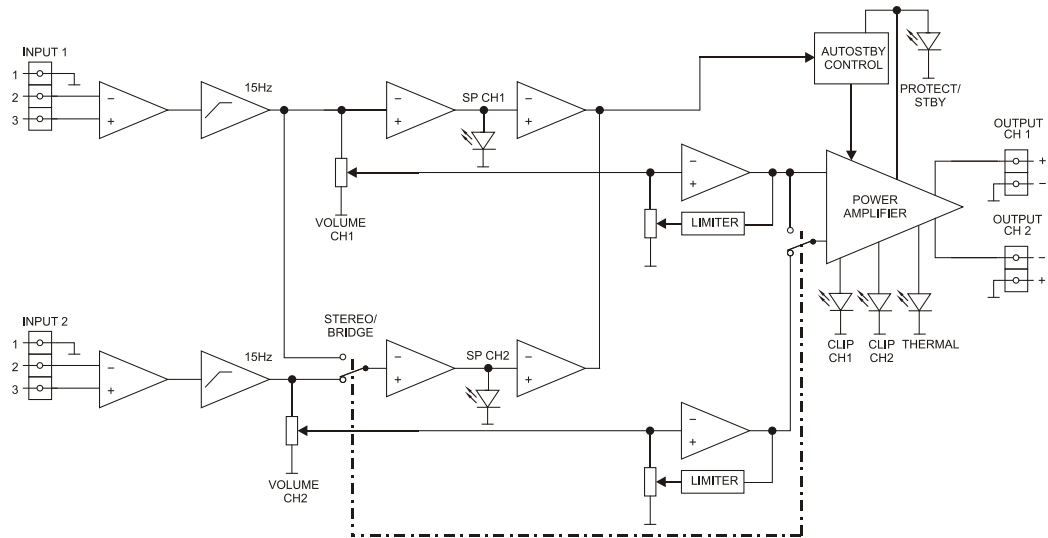 INPUT 1
1
2
3
15Hz
SP CH1
AUTOSTBY
CONTROL
PROTECT/
STBY
OUTPUT
CH 1
+
−
VOLUME
CH1
LIMITER
POWER
AMPLIFIER
OUTPUT
CH 2
−
+
INPUT 2
1
2
3
15Hz
STEREO/
BRIDGE
SP CH2
CLIP
CH1
CLIP
CH2
THERMAL
VOLUME
CH2
LIMITER
− +
− +
− +
− +
− +
− +
− +
− +